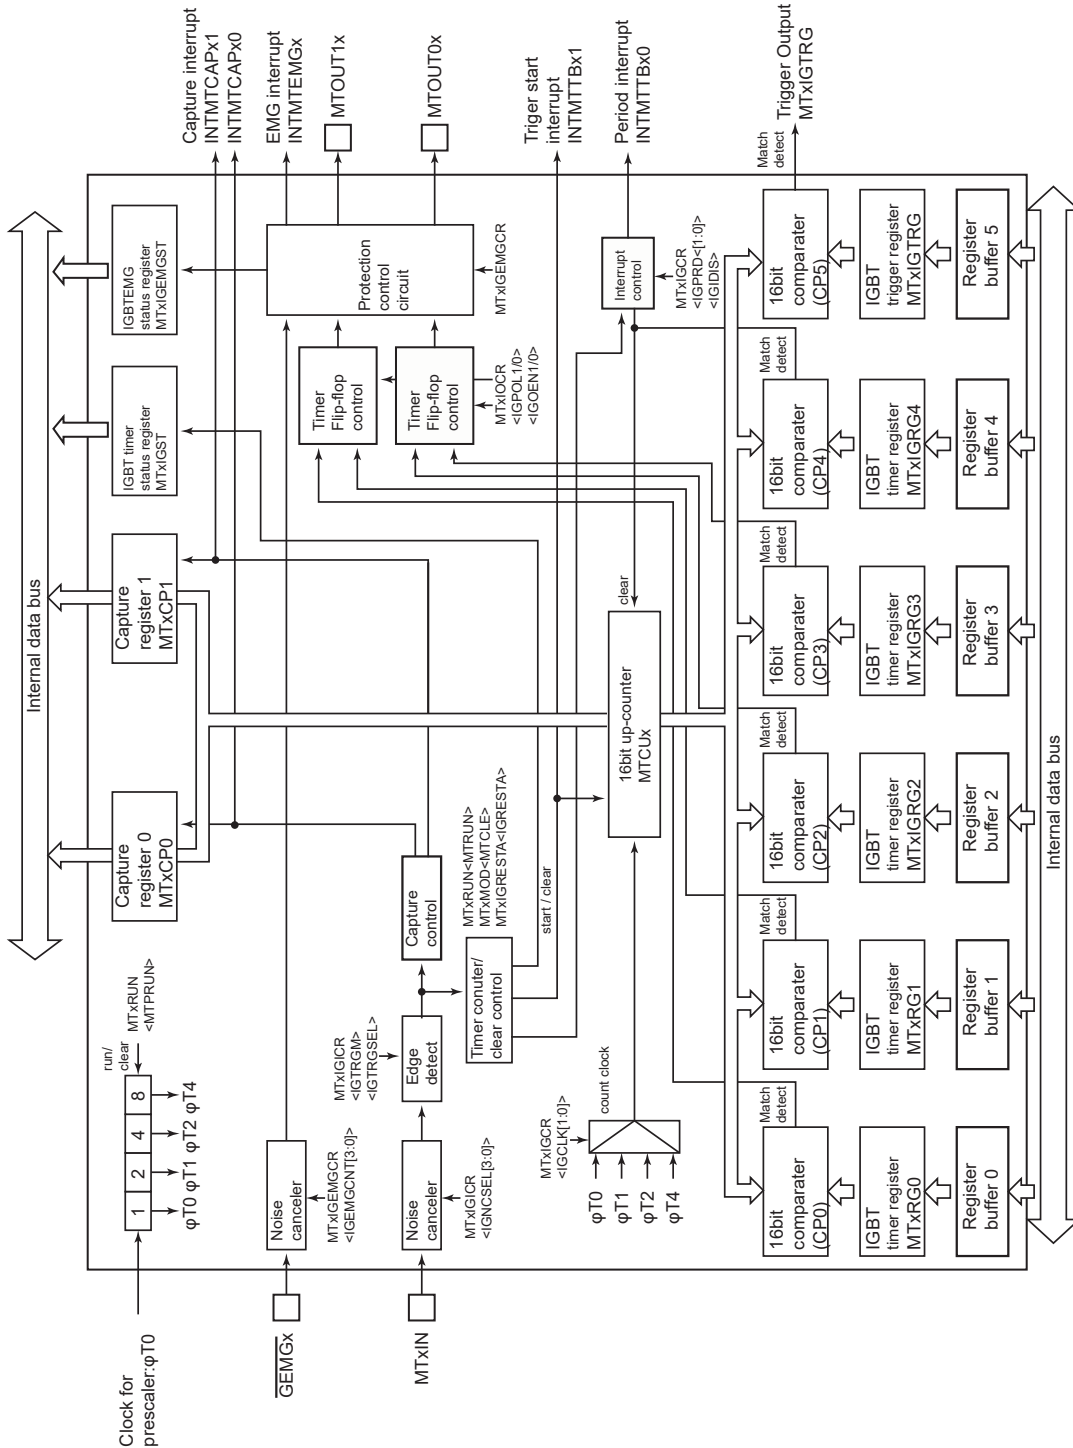 Internal data bus
Clock for
prescaler:φT0
1
2
4
8
run/
clear
MTxRUN
<MTPRUN>
φT0
φT1
φT2
φT4
Capture
register 0
MTxCP0
Capture
register 1
MTxCP1
IGBT timer
status register
MTxIGST
IGBTEMG
status register
MTxIGEMGST
Capture interrupt
INTMTCAPx1
INTMTCAPx0
GEMGx
Noise
canceler
MTxIGEMGCR
<IGEMGCNT[3:0]>
Timer
Flip-flop
control
Timer
Flip-flop
control
MTxIOCR
<IGPOL1/0>
<IGOEN1/0>
Protection
control
circuit
MTxIGEMGCR
EMG interrupt
INTMTEMGx
MTOUT1x
MTOUT0x
MTxIN
Noise
canceler
MTxIGICR
<IGNCSEL[3:0]>
MTxIGICR
<IGTRGM>
<IGTRGSEL>
Edge
detect
Capture
control
Timer conuter/
clear control
MTxRUN<MTRUN>
MTxMOD<MTCLE>
MTxIGRESTA<IGRESTA>
start / clear
Triger start
interrupt
INTMTTBx1
Period interrupt
INTMTTBx0
Interrupt
control
MTxIGCR
<IGPRD<[1:0]>
<IGIDIS>
MTxIGCR
<IGCLK[1:0]>
φT0
φT1
φT2
φT4
count clock
16bit up-counter
MTCUx
clear
Match
detect
Match
detect
Match
detect
Match
detect
Match
detect
Match
detect
Trigger Output
MTxIGTRG
16bit
comparater
(CP0)
16bit
comparater
(CP1)
16bit
comparater
(CP2)
16bit
comparater
(CP3)
16bit
comparater
(CP4)
16bit
comparater
(CP5)
IGBT
timer register
MTxRG0
IGBT
timer register
MTxRG1
IGBT
timer register
MTxIGRG2
IGBT
timer register
MTxIGRG3
IGBT
timer register
MTxIGRG4
IGBT
trigger register
MTxIGTRG
Register
buffer 0
Register
buffer 1
Register
buffer 2
Register
buffer 3
Register
buffer 4
Register
buffer 5
Internal data bus